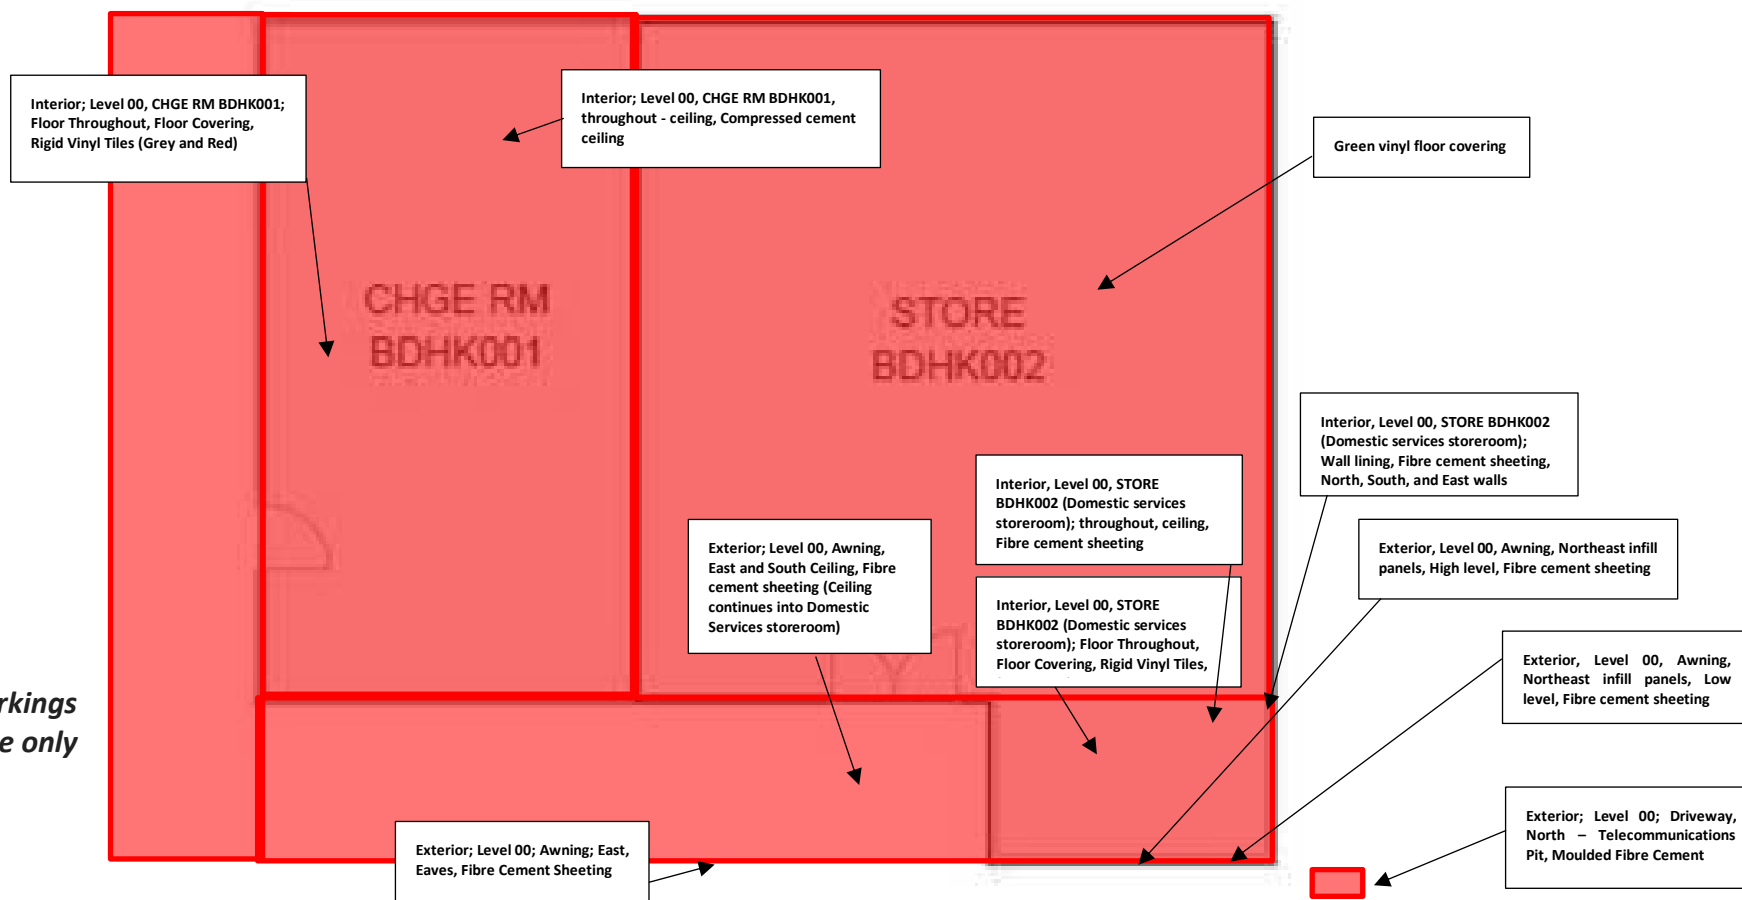 Interior; Level 00, CHGE RM BDHK001;
Floor Throughout, Floor Covering,
Rigid Vinyl Tiles (Grey and Red)
Interior; Level 00, CHGE RM BDHK001,
throughout - ceiling, Compressed cement
ceiling
Green vinyl floor covering
CHGE RM
BDHK001
STORE
BDHK002
Interior, Level 00, STORE BDHK002
(Domestic services storeroom);
Wall lining, Fibre cement sheeting,
North, South, and East walls
Interior, Level 00, STORE
BDHK002 (Domestic services
storeroom); throughout, ceiling,
Fibre cement sheeting
Exterior; Level 00, Awning,
East and South Ceiling, Fibre
cement sheeting (Ceiling
continues into Domestic
Services storeroom)
Exterior, Level 00, Awning, Northeast infill
panels, High level, Fibre cement sheeting
Interior, Level 00, STORE
BDHK002 (Domestic services
storeroom); Floor Throughout,
Floor Covering, Rigid Vinyl Tiles,
Exterior, Level 00, Awning,
Northeast infill panels, Low
level, Fibre cement sheeting
rkings
e only
Exterior; Level 00; Driveway,
North – Telecommunications
Pit, Moulded Fibre Cement
Exterior; Level 00; Awning; East,
Eaves, Fibre Cement Sheeting